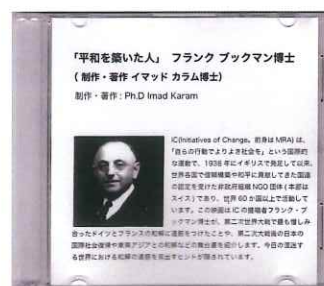 「平和を築いた人」 フランク ブックマン博士
(制作・著作 イマッド カラム博士)
制作・著作:Ph.D Imad Karam
IC(Initiatives of Change。前身は MRA) は、
「自らの行動でよりよき社会を」という国際的
な運動で、1938 年にイギリスで発足して以来、
世界各国で信頼構築や和平に貢献してきた国連
の認定を受けた非政府組織 NGO 団体 (本部は
スイス) であり、世界 60 か国以上で活動して
います。この映画は IC の提唱者フランク・ブ
ックマン博士が、第二次世界大戦で最も憎しみ
合ったドイツとフランスの和解に道筋をつけたことや、第二次大戦後の日本の
国際社会復帰や東南アジアとの和解などの舞台裏を紹介します。今日の混迷す
る世界における和解の道筋を見出すヒントが隠されています。